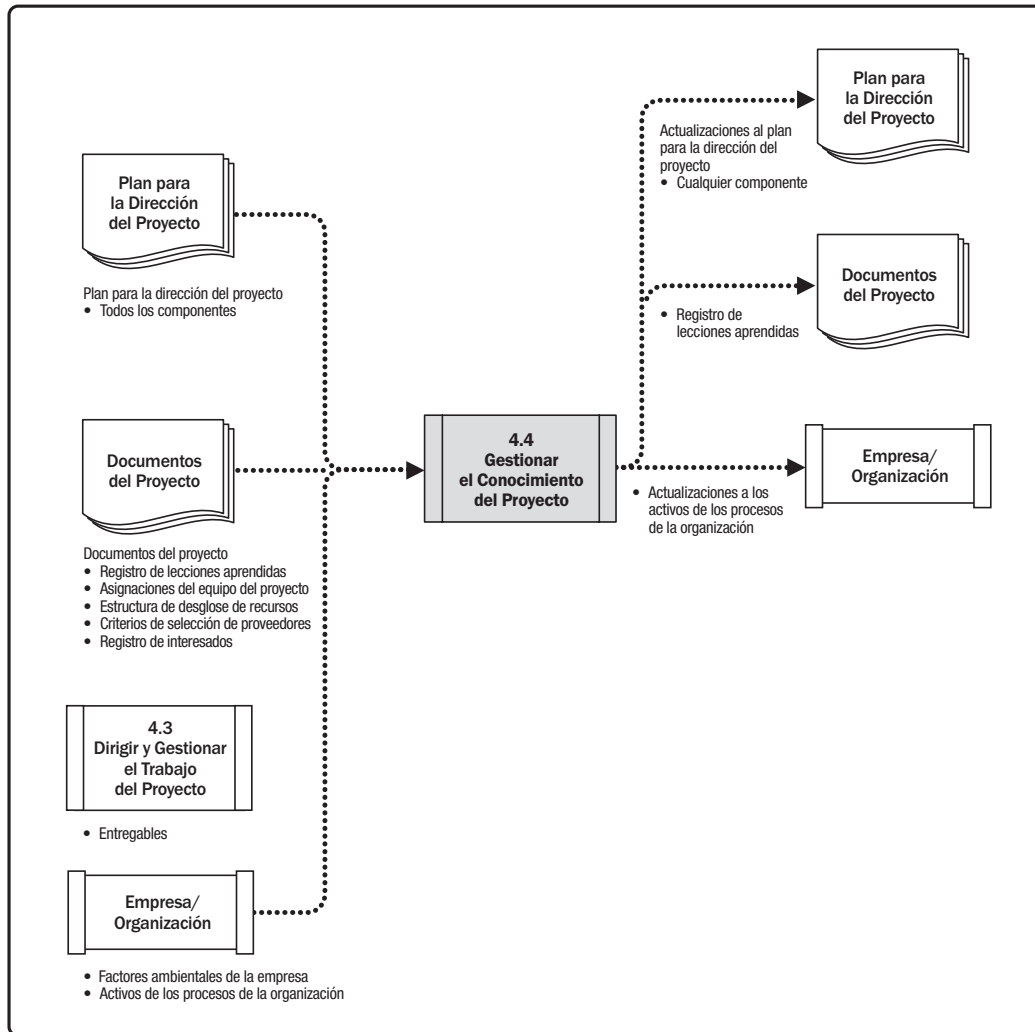 Plan para
la Dirección
del Proyecto
Plan para la dirección del proyecto
• Todos los componentes
Documentos
del Proyecto
Documentos del proyecto
• Registro de lecciones aprendidas
• Asignaciones del equipo del proyecto
• Estructura de desglose de recursos
• Criterios de selección de proveedores
• Registro de interesados
4.3
Dirigir y Gestionar
el Trabajo
del Proyecto
• Entregables
Empresa/
Organización
• Factores ambientales de la empresa
• Activos de los procesos de la organización
4.4
Gestionar
el Conocimiento
del Proyecto
Plan para
la Dirección
del Proyecto
Actualizaciones al plan
para la dirección del
proyecto
• Cualquier componente
Documentos
del Proyecto
• Registro de
lecciones aprendidas
Empresa/
Organización
• Actualizaciones a los
activos de los procesos
de la organización